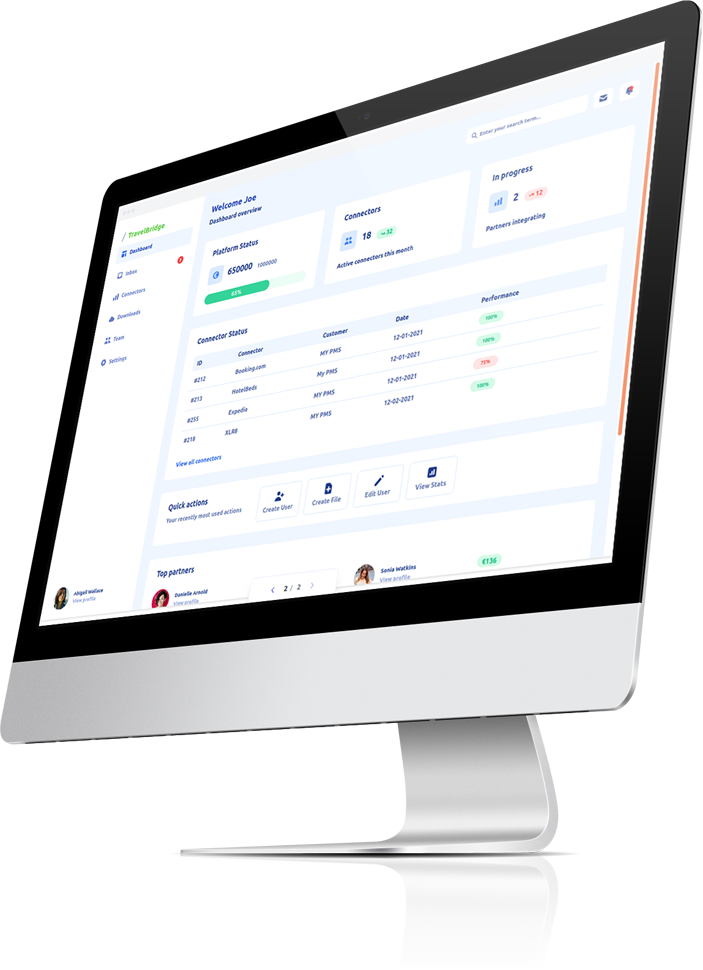 Enter your search term...
/ TravelBridge
Dashboard
Inbox
Connectors
Downloads
Team
Settings
Abigail Wallace
View profile
Welcome Joe
Dashboard overview
Platform Status
650000 1000000
65%
Connectors
18 32
Active connectors this month
In progress
2 12
Partners integrating
Connector Status
ID Connector Customer Date Performance
#212 Booking.com MY PMS 12-01-2021 100%
#213 HotelBeds My PMS 12-01-2021 100%
#255 Expedia MY PMS 12-01-2021 75%
#218 XLR8 MY PMS 12-02-2021 100%
View all connectors
Quick actions
Your recently most used actions
Create User
Create File
Edit User
View Stats
Top partners
Danielle Arnold
View profile
2 / 2
Sonia Watkins
View profile
€136